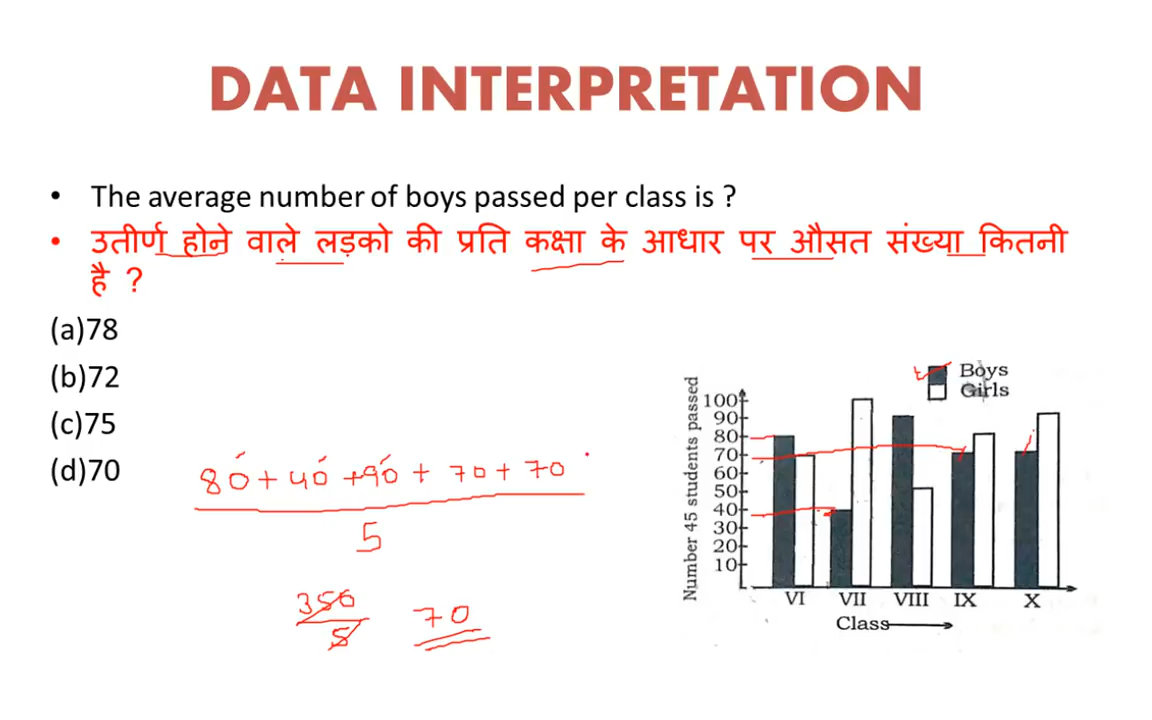 DATA INTERPRETATION
• The average number of boys passed per class is ?
• उतीर्ण होने वाले लड़को की प्रति कक्षा के आधार पर औसत संख्या कितनी
है ?
(a)78
(b)72
(c)75
(d)70
80+40+90+70+70
5
350
5
70
Boys
Girls
Number 45 students passed
100
90
80
70
60
50
40
30
20
10
VI VII VIII IX X
Class